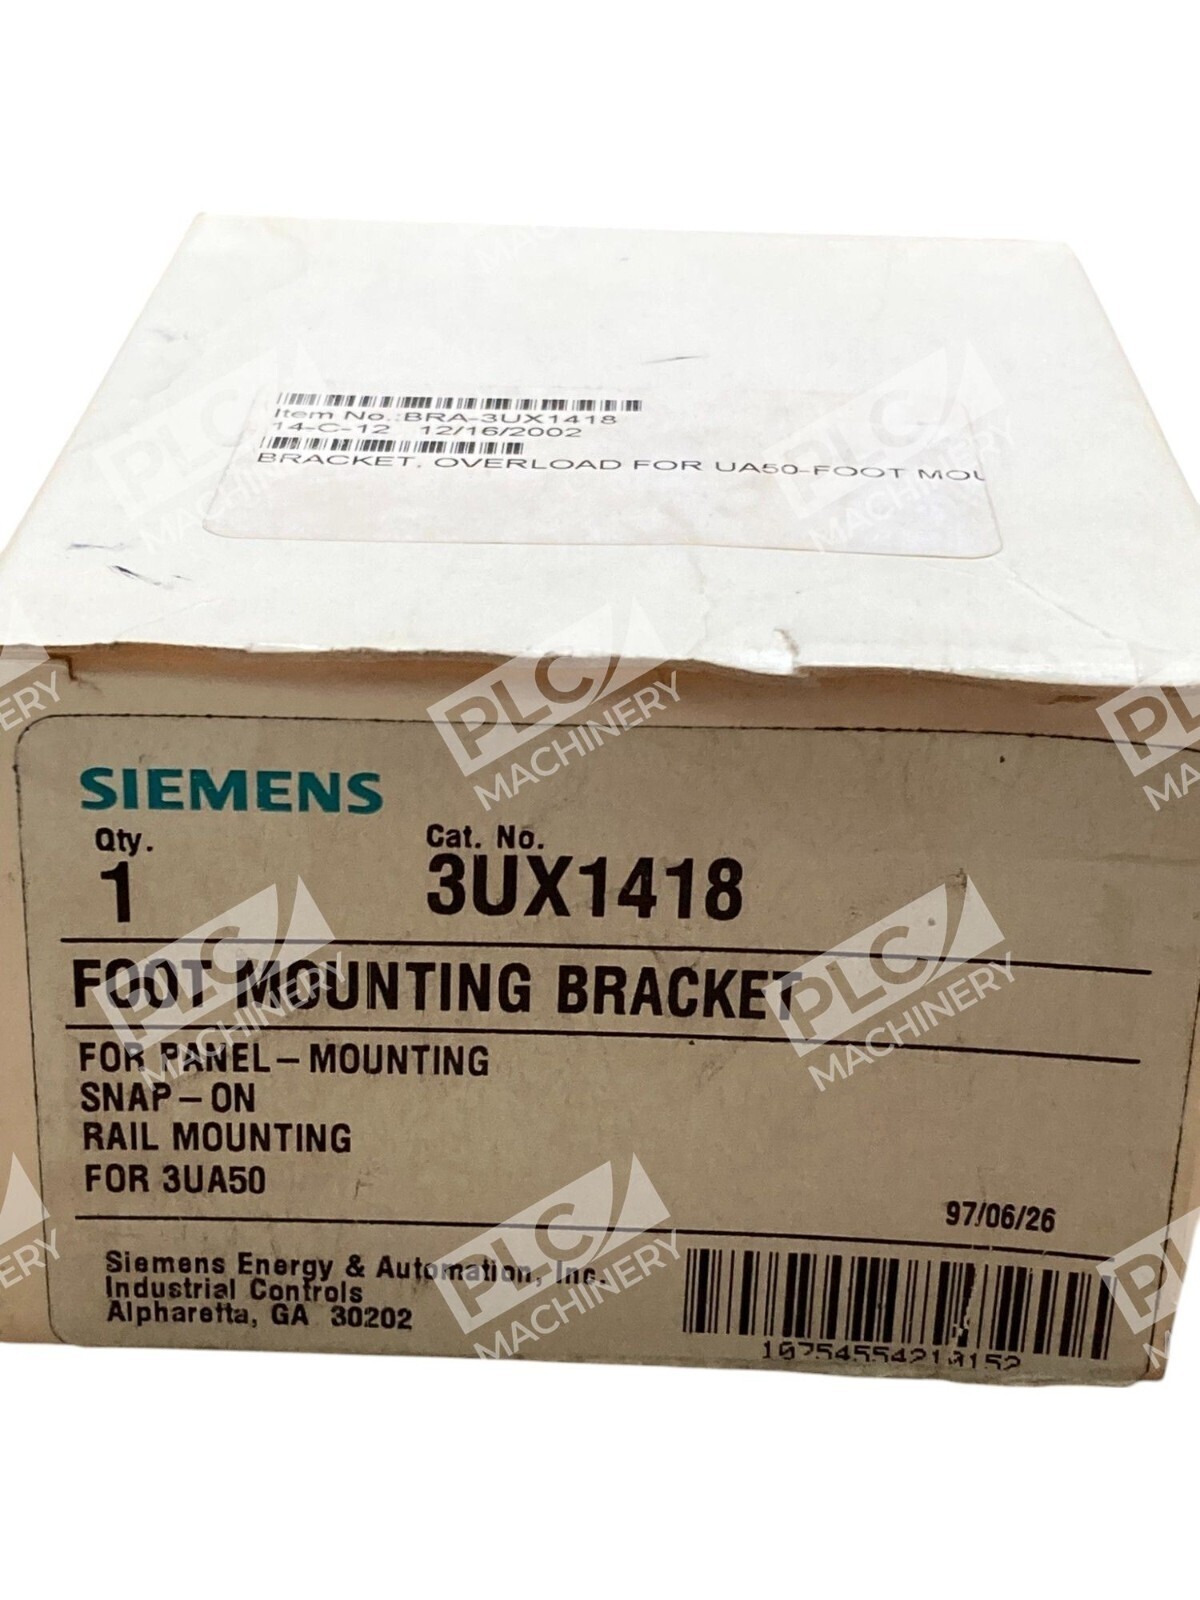 Item No.:BRA-3UX1418
14-C-12 12/16/2002
BRACKET, OVERLOAD FOR UA50-FOOT MOU
SIEMENS
Qty. Cat. No.
1 3UX1418
FOOT MOUNTING BRACKET
FOR PANEL-MOUNTING
SNAP-ON
RAIL MOUNTING
FOR 3UA50
97/06/26
Siemens Energy & Automation, Inc.
Industrial Controls
Alpharetta, GA 30202
PLC MACHINERY